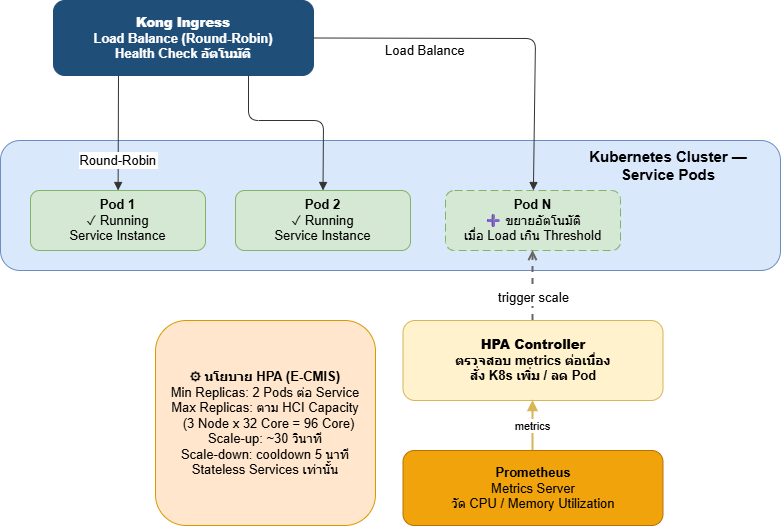 Kong Ingress
Load Balance (Round-Robin)
Health Check อัตโนมัติ
Load Balance
Round-Robin
Kubernetes Cluster —
Service Pods
Pod 1
✓ Running
Service Instance
Pod 2
✓ Running
Service Instance
Pod N
➕ ขยายอัตโนมัติ
เมื่อ Load เกิน Threshold
trigger scale
HPA Controller
ตรวจสอบ metrics ต่อเนื่อง
สั่ง K8s เพิ่ม / ลด Pod
⚙ นโยบาย HPA (E-CMIS)
Min Replicas: 2 Pods ต่อ Service
Max Replicas: ตาม HCI Capacity
(3 Node x 32 Core = 96 Core)
Scale-up: ~30 วินาที
Scale-down: cooldown 5 นาที
Stateless Services เท่านั้น
metrics
Prometheus
Metrics Server
วัด CPU / Memory Utilization